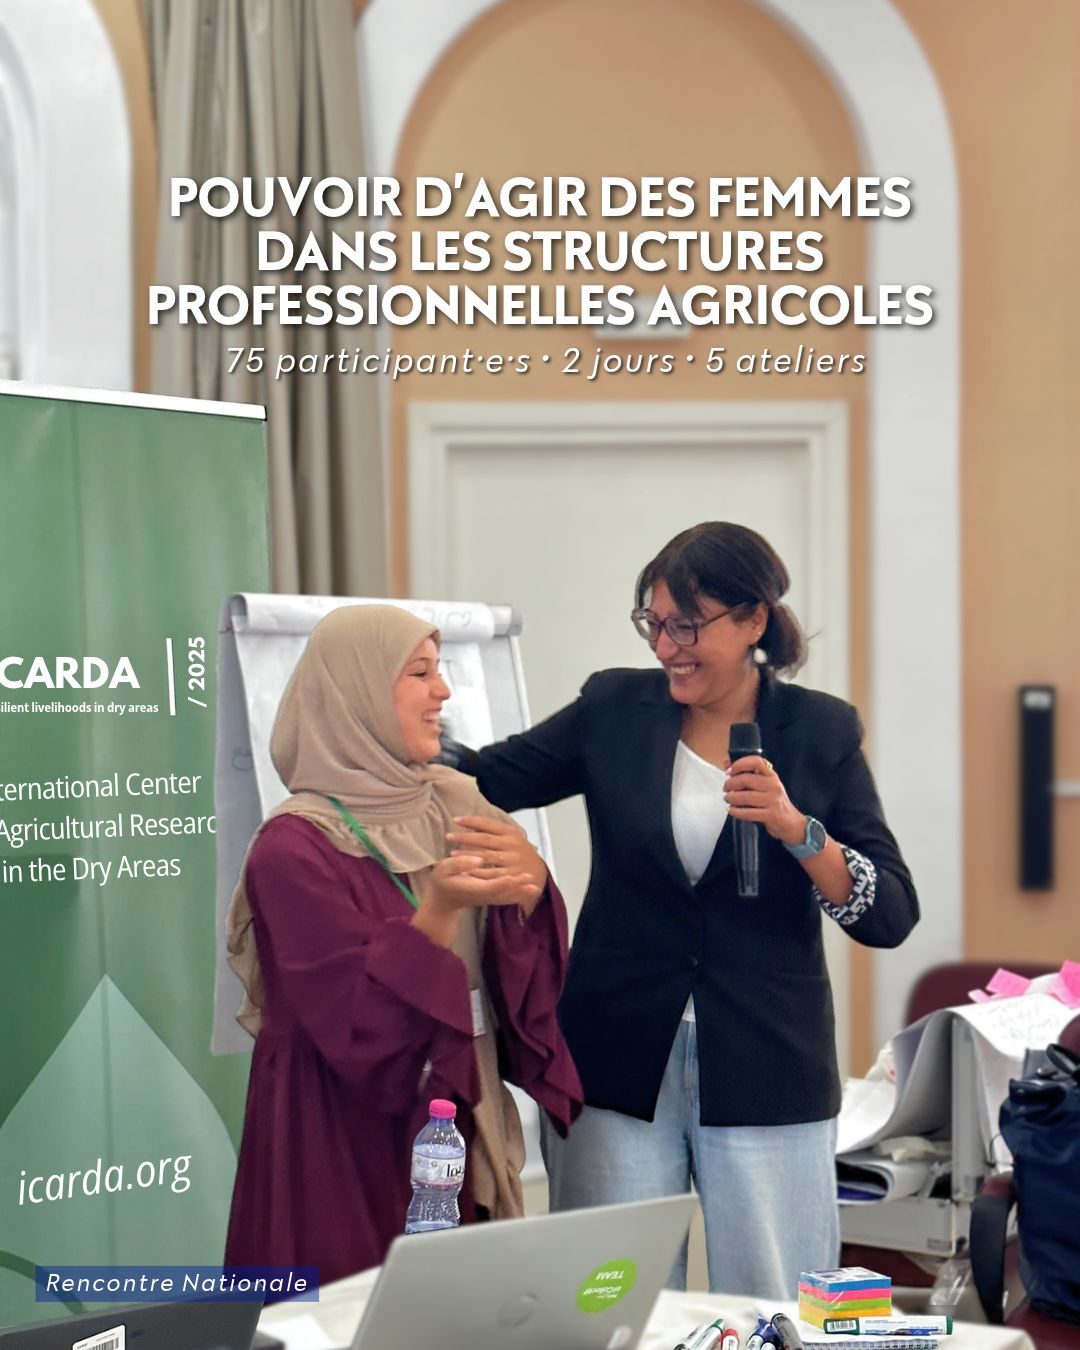 POUVOIR D'AGIR DES FEMMES
DANS LES STRUCTURES
PROFESSIONNELLES AGRICOLES
75 participant·e·s • 2 jours • 5 ateliers
CARDA
/ 2025
ilient livelihoods in dry areas
ternational Center
Agricultural Researc
in the Dry Areas
icarda.org
TEAM
Rencontre Nationale